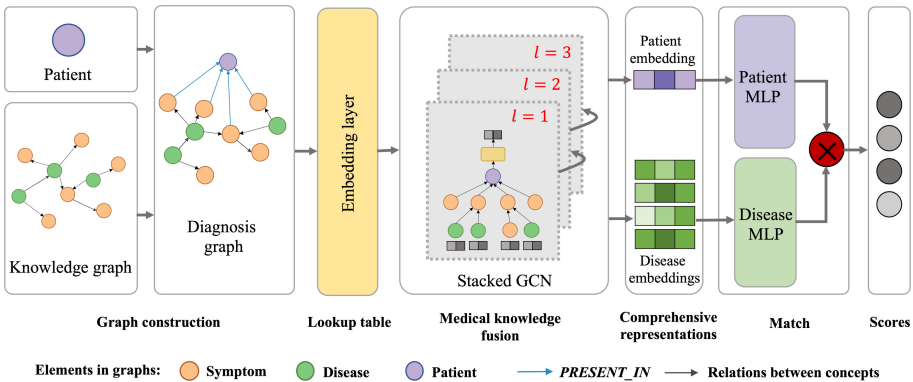 Patient
Knowledge graph
Diagnosis
graph
Embedding layer
l = 3
l = 2
l = 1
Stacked GCN
Patient
embedding
Disease
embeddings
Patient
MLP
Disease
MLP
Graph construction
Lookup table
Medical knowledge
fusion
Comprehensive
representations
Match
Scores
Elements in graphs:
Symptom
Disease
Patient
PRESENT_IN
Relations between concepts